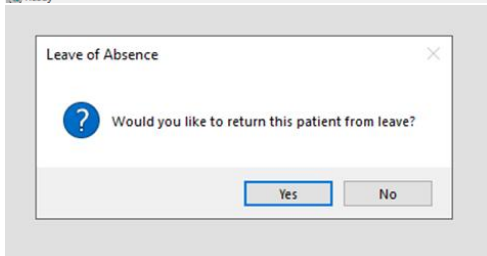 Leave of Absence
Would you like to return this patient from leave?
Yes
No